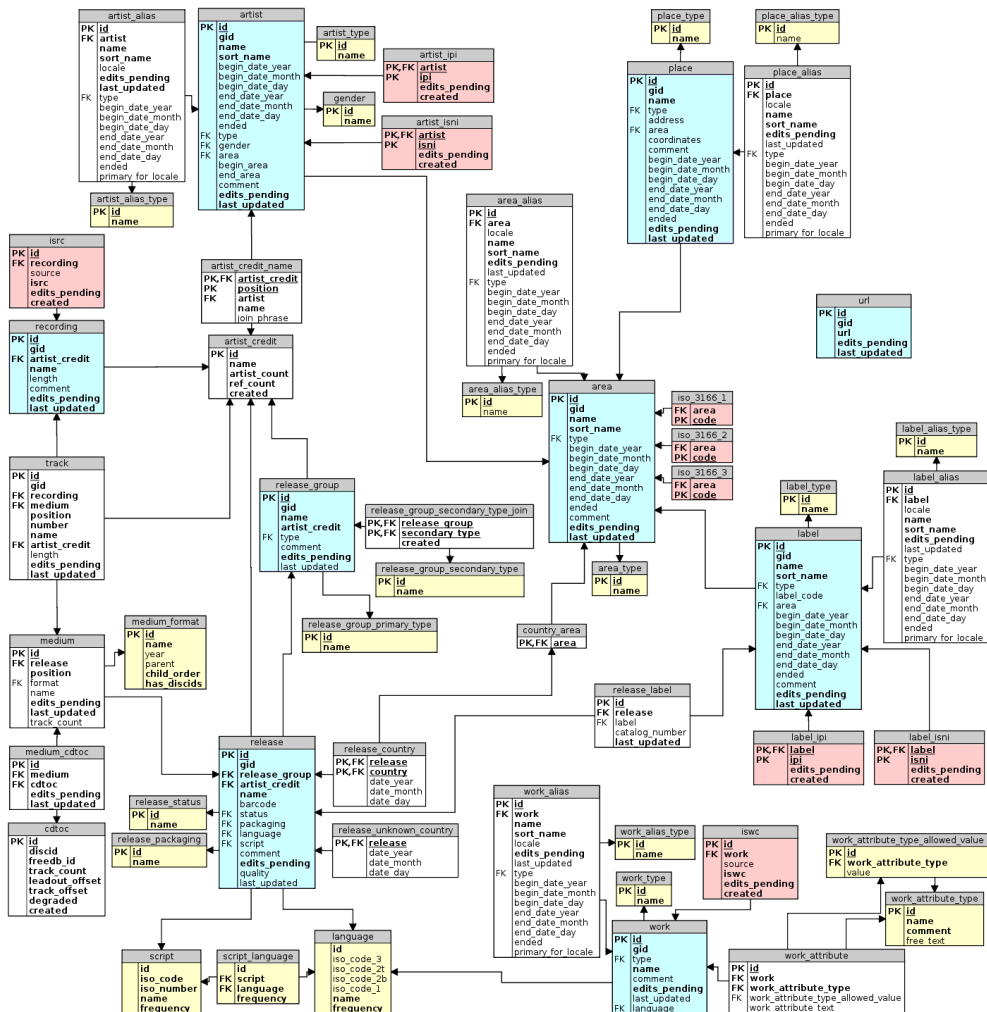 artist_alias
PK id
FK artist
name
sort_name
locale
edits_pending
last_updated
FK type
begin_date_year
begin_date_month
begin_date_day
end_date_year
end_date_month
end_date_day
ended
primary_for_locale
artist
PK id
gid
name
sort_name
begin_date_year
begin_date_month
begin_date_day
end_date_year
end_date_month
end_date_day
ended
FK type
FK gender
FK area
begin_area
end_area
comment
edits_pending
last_updated
artist_type
PK id
name
artist_ipi
PK,FK artist
PK ipi
edits_pending
created
gender
PK id
name
artist_isni
PK,FK artist
PK isni
edits_pending
created
place_type
PK id
name
place_alias_type
PK id
name
place
PK id
gid
name
FK type
address
FK area
coordinates
comment
begin_date_year
begin_date_month
begin_date_day
end_date_year
end_date_month
end_date_day
ended
edits_pending
last_updated
place_alias
PK id
FK place
locale
name
sort_name
edits_pending
last_updated
FK type
begin_date_year
begin_date_month
begin_date_day
end_date_year
end_date_month
end_date_day
ended
primary_for_locale
artist_alias_type
PK id
name
area_alias
PK id
FK area
locale
name
sort_name
edits_pending
last_updated
FK type
begin_date_year
begin_date_month
begin_date_day
end_date_year
end_date_month
end_date_day
ended
primary_for_locale
isrc
PK id
FK recording
source
isrc
edits_pending
created
artist_credit_name
PK,FK artist_credit
PK position
FK artist
name
join_phrase
url
PK id
gid
url
edits_pending
last_updated
recording
PK id
gid
FK artist_credit
name
length
comment
edits_pending
last_updated
artist_credit
PK id
name
artist_count
ref_count
created
area_alias_type
PK id
name
area
PK id
gid
name
sort_name
FK type
begin_date_year
begin_date_month
begin_date_day
end_date_year
end_date_month
end_date_day
ended
comment
edits_pending
last_updated
iso_3166_1
FK area
PK code
iso_3166_2
FK area
PK code
iso_3166_3
FK area
PK code
label_alias_type
PK id
name
track
PK id
gid
FK recording
FK medium
position
number
name
FK artist_credit
length
edits_pending
last_updated
release_group
PK id
gid
name
artist_credit
FK type
comment
edits_pending
last_updated
release_group_secondary_type_join
PK,FK release_group
PK,FK secondary_type
created
release_group_secondary_type
PK id
name
area_type
PK id
name
label_type
PK id
name
label_alias
PK id
FK label
locale
name
sort_name
edits_pending
last_updated
FK type
begin_date_year
begin_date_month
begin_date_day
end_date_year
end_date_month
end_date_day
ended
primary_for_locale
label
PK id
gid
name
sort_name
FK type
label_code
FK area
begin_date_year
begin_date_month
begin_date_day
end_date_year
end_date_month
end_date_day
ended
comment
edits_pending
last_updated
release_group_primary_type
PK id
name
country_area
PK,FK area
medium
PK id
FK release
position
FK format
name
edits_pending
last_updated
track_count
medium_format
PK id
name
year
parent
child_order
has_discids
release_label
PK id
FK release
FK label
catalog_number
last_updated
label_ipi
PK,FK label
PK ipi
edits_pending
created
label_isni
PK,FK label
PK isni
edits_pending
created
medium_cdtoc
PK id
FK medium
FK cdtoc
edits_pending
last_updated
release
PK id
gid
FK release_group
FK artist_credit
name
barcode
FK status
FK packaging
FK language
FK script
comment
edits_pending
quality
last_updated
release_country
PK,FK release
PK,FK country
date_year
date_month
date_day
release_status
PK id
name
release_packaging
PK id
name
release_unknown_country
PK,FK release
date_year
date_month
date_day
cdtoc
PK id
discid
freedb_id
track_count
leadout_offset
track_offset
degraded
created
work_alias
PK id
FK work
name
sort_name
locale
edits_pending
last_updated
FK type
begin_date_year
begin_date_month
begin_date_day
end_date_year
end_date_month
end_date_day
ended
primary_for_locale
work_alias_type
PK id
name
iswc
PK id
FK work
source
iswc
edits_pending
created
work_attribute_type_allowed_value
PK id
FK work_attribute_type
value
work_type
PK id
name
work_attribute_type
PK id
name
comment
free_text
script
id
iso_code
iso_number
name
frequency
script_language
PK id
FK script
FK language
frequency
language
id
iso_code_3
iso_code_2t
iso_code_2b
iso_code_1
name
frequency
work
PK id
gid
FK type
name
comment
edits_pending
last_updated
FK language
work_attribute
PK id
FK work
FK work_attribute_type
FK work_attribute_type_allowed_value
work_attribute_text